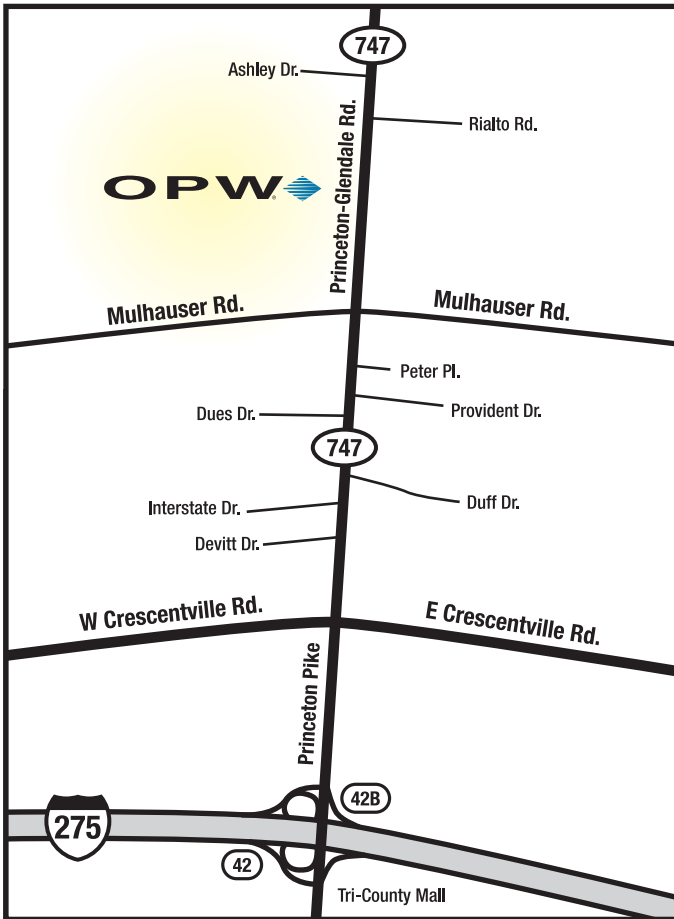 747
Ashley Dr.
Rialto Rd.
Princeton-Glendale Rd.
OPW
Mulhauser Rd.
Mulhauser Rd.
Peter Pl.
Provident Dr.
Dues Dr.
747
Interstate Dr.
Duff Dr.
Devitt Dr.
W Crescentville Rd.
E Crescentville Rd.
Princeton Pike
42B
275
42
Tri-County Mall